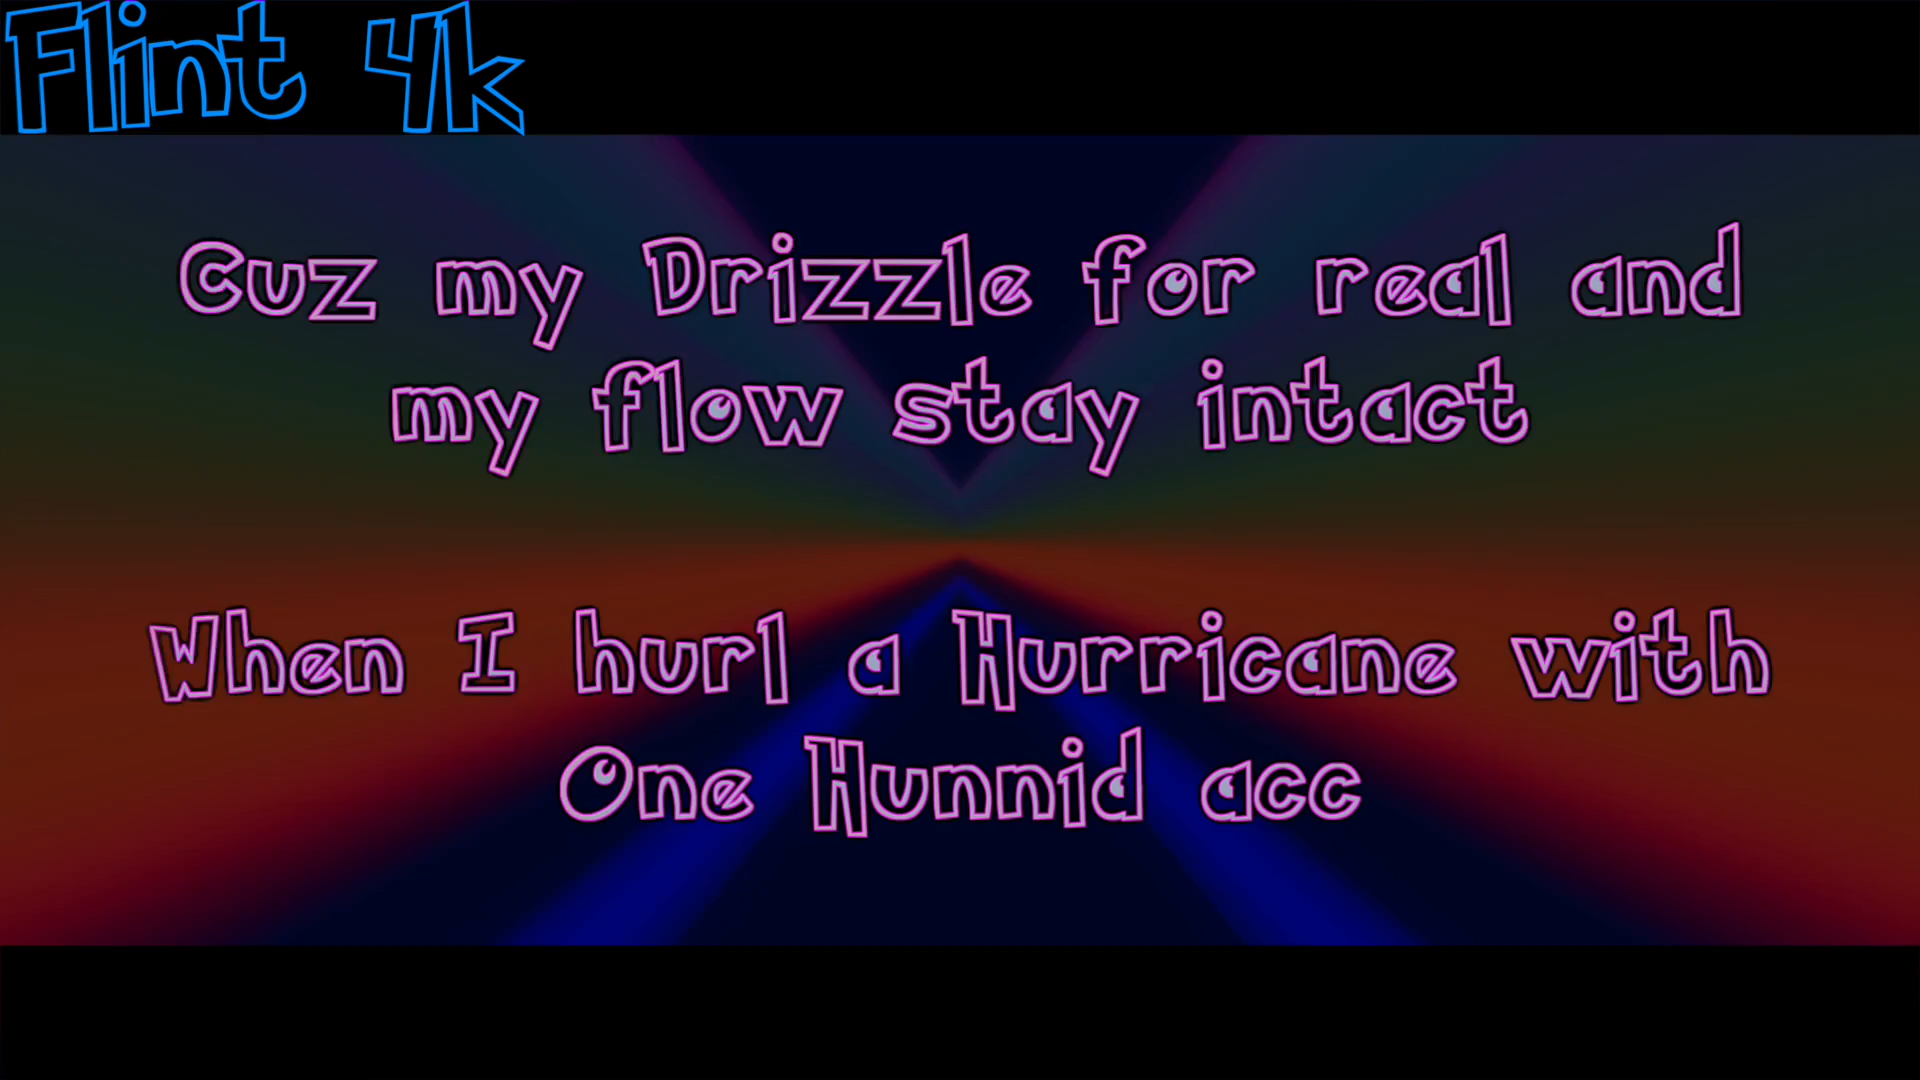 Flint 4k
Cuz my Drizzle for real and
my flow stay intact
When I hurl a Hurricane with
One Hunnid acc